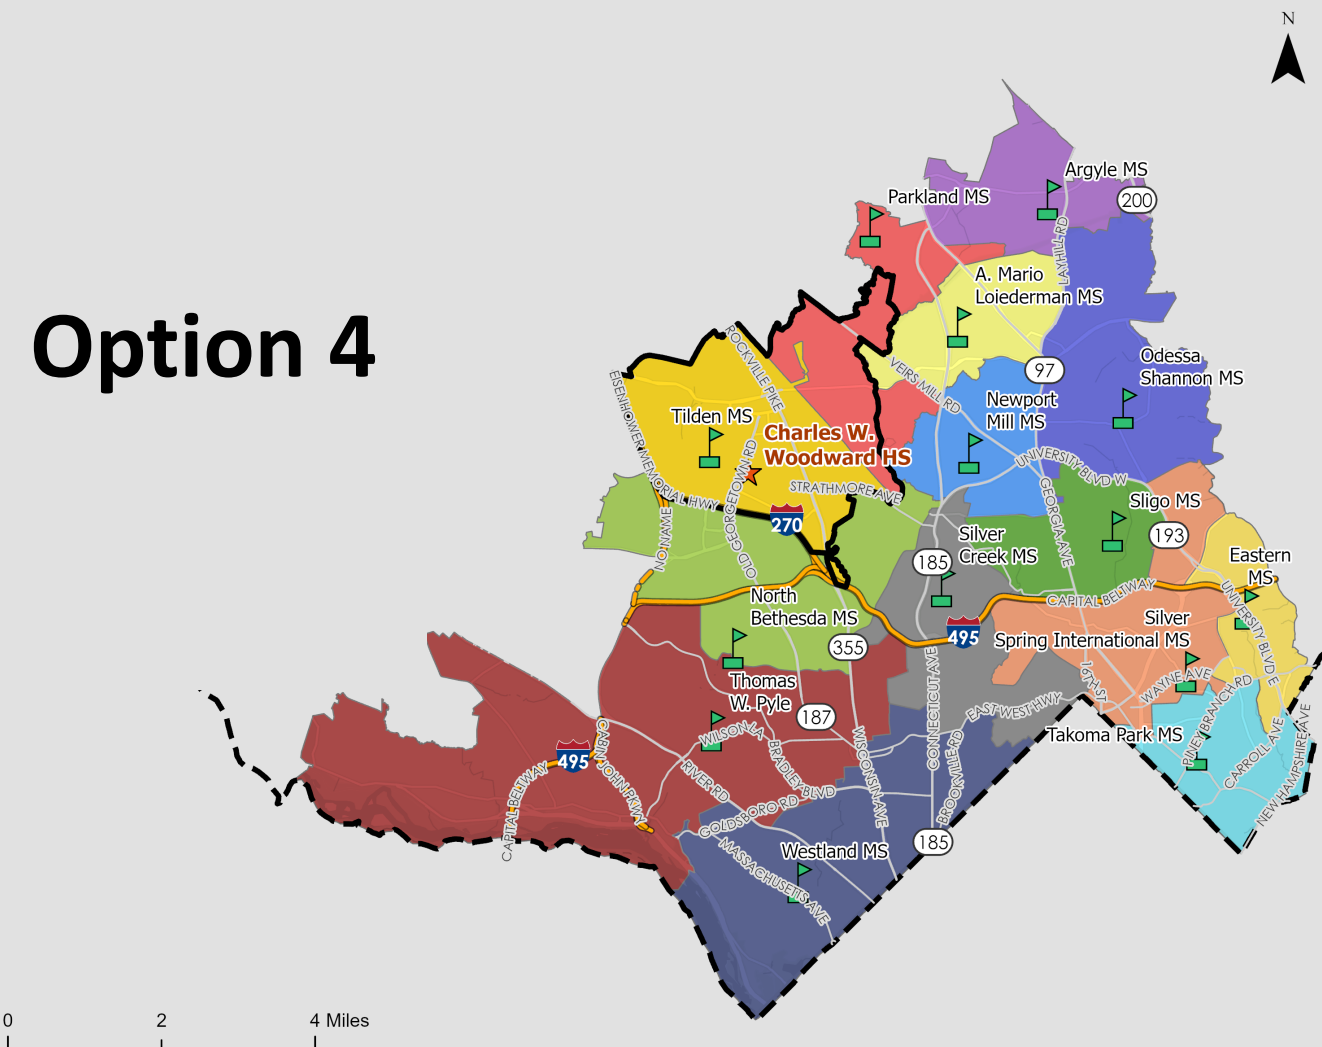 N
Argyle MS
Parkland MS
200
LAYHILL RD
A. Mario
Loiederman MS
Option 4
ROCKVILLE PIKE
Odessa
Shannon MS
97
VEIRS MILL RD
EISENHOWER MEMORIAL HWY
Newport
Mill MS
Tilden MS
Charles W.
Woodward HS
OLD GEORGETOWN RD
UNIVERSITY BLVD W
STRATHMORE AVE
GEORGIA AVE
Sligo MS
270
NO NAME
193
Silver
Creek MS
185
Eastern
MS
CAPITAL BELTWAY
UNIVERSITY BLVD E
North
Bethesda MS
Silver
Spring International MS
495
355
CONNECTICUT AVE
16TH ST
WAYNE AVE
Thomas
W. Pyle
187
EAST-WEST HWY
PINEY BRANCH RD
Takoma Park MS
WILSON LA
WISCONSIN AVE
BROOKVILLE RD
CARROLL AVE
NEW HAMPSHIRE AVE
495
CABIN JOHN PKWY
CAPITAL BELTWAY
RIVER RD
BRADLEY BLVD
GOLDSBORO RD
185
Westland MS
MASSACHUSETTS AVE
0 2 4 Miles